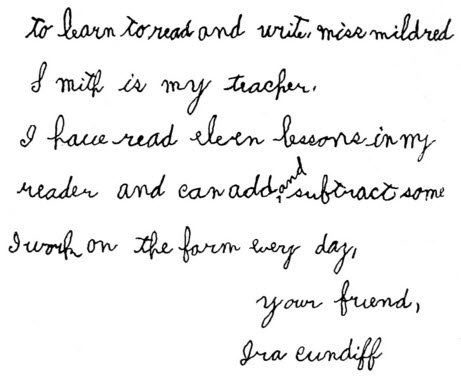 to learn to read and write. miss mildred
S mith is my teacher.
I have read eleven lessons in my
reader and can add, and subtract some
I work on the farm every day,
your friend,
Ira cundiff